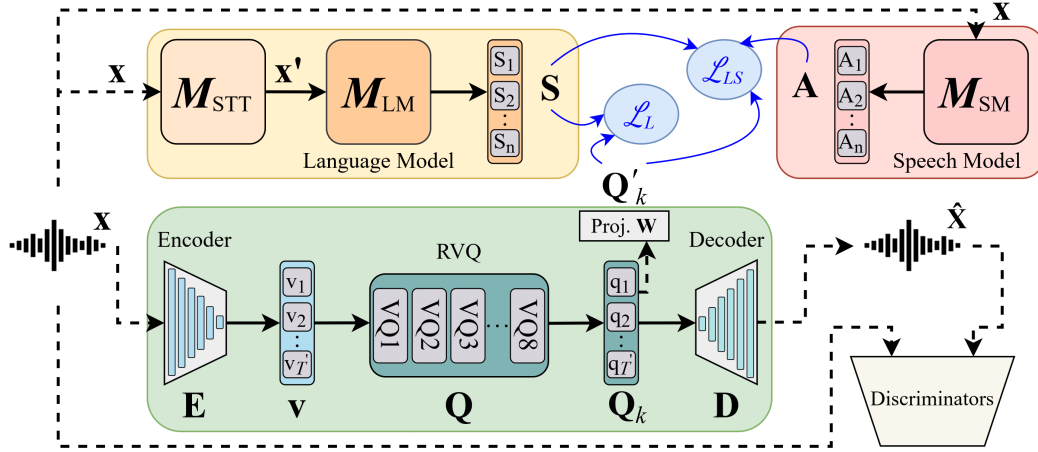 x
x
M_STT
x'
M_LM
S_1
S_2
⋮
S_n
S
Language Model
ℒ_LS
ℒ_L
A
A_1
A_2
⋮
A_n
M_SM
Speech Model
Q'_k
x
Encoder
RVQ
Proj. W
Decoder
x̂
v_1
v_2
⋮
v_T'
VQ1
VQ2
VQ3
...
VQ8
q_1
q_2
⋮
q_T'
E
v
Q
Q_k
D
Discriminators